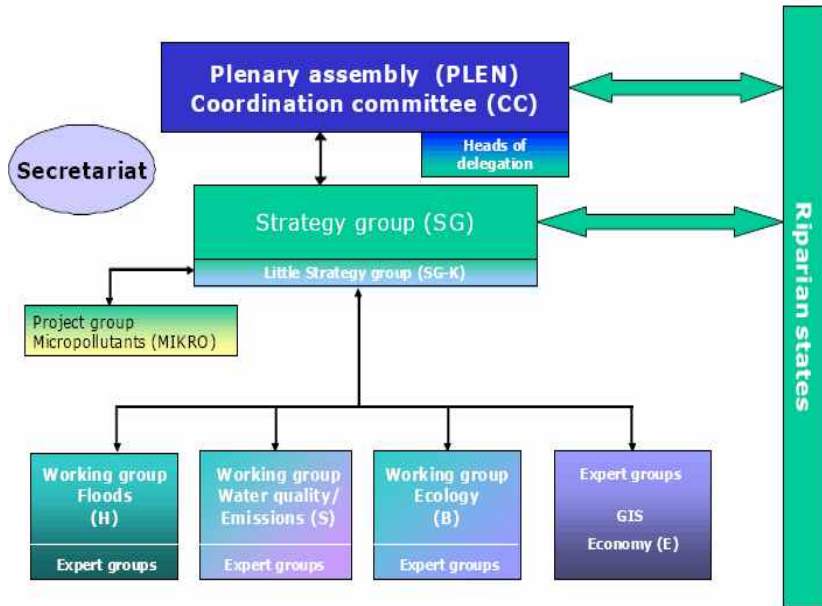 Plenary assembly (PLEN)
Coordination committee (CC)
Heads of
delegation
Secretariat
Strategy group (SG)
Little Strategy group (SG-K)
Project group
Micropollutants (MIKRO)
Riparian states
Working group
Floods
(H)
Expert groups
Working group
Water quality/
Emissions (S)
Expert groups
Working group
Ecology
(B)
Expert groups
Expert groups
GIS
Economy (E)